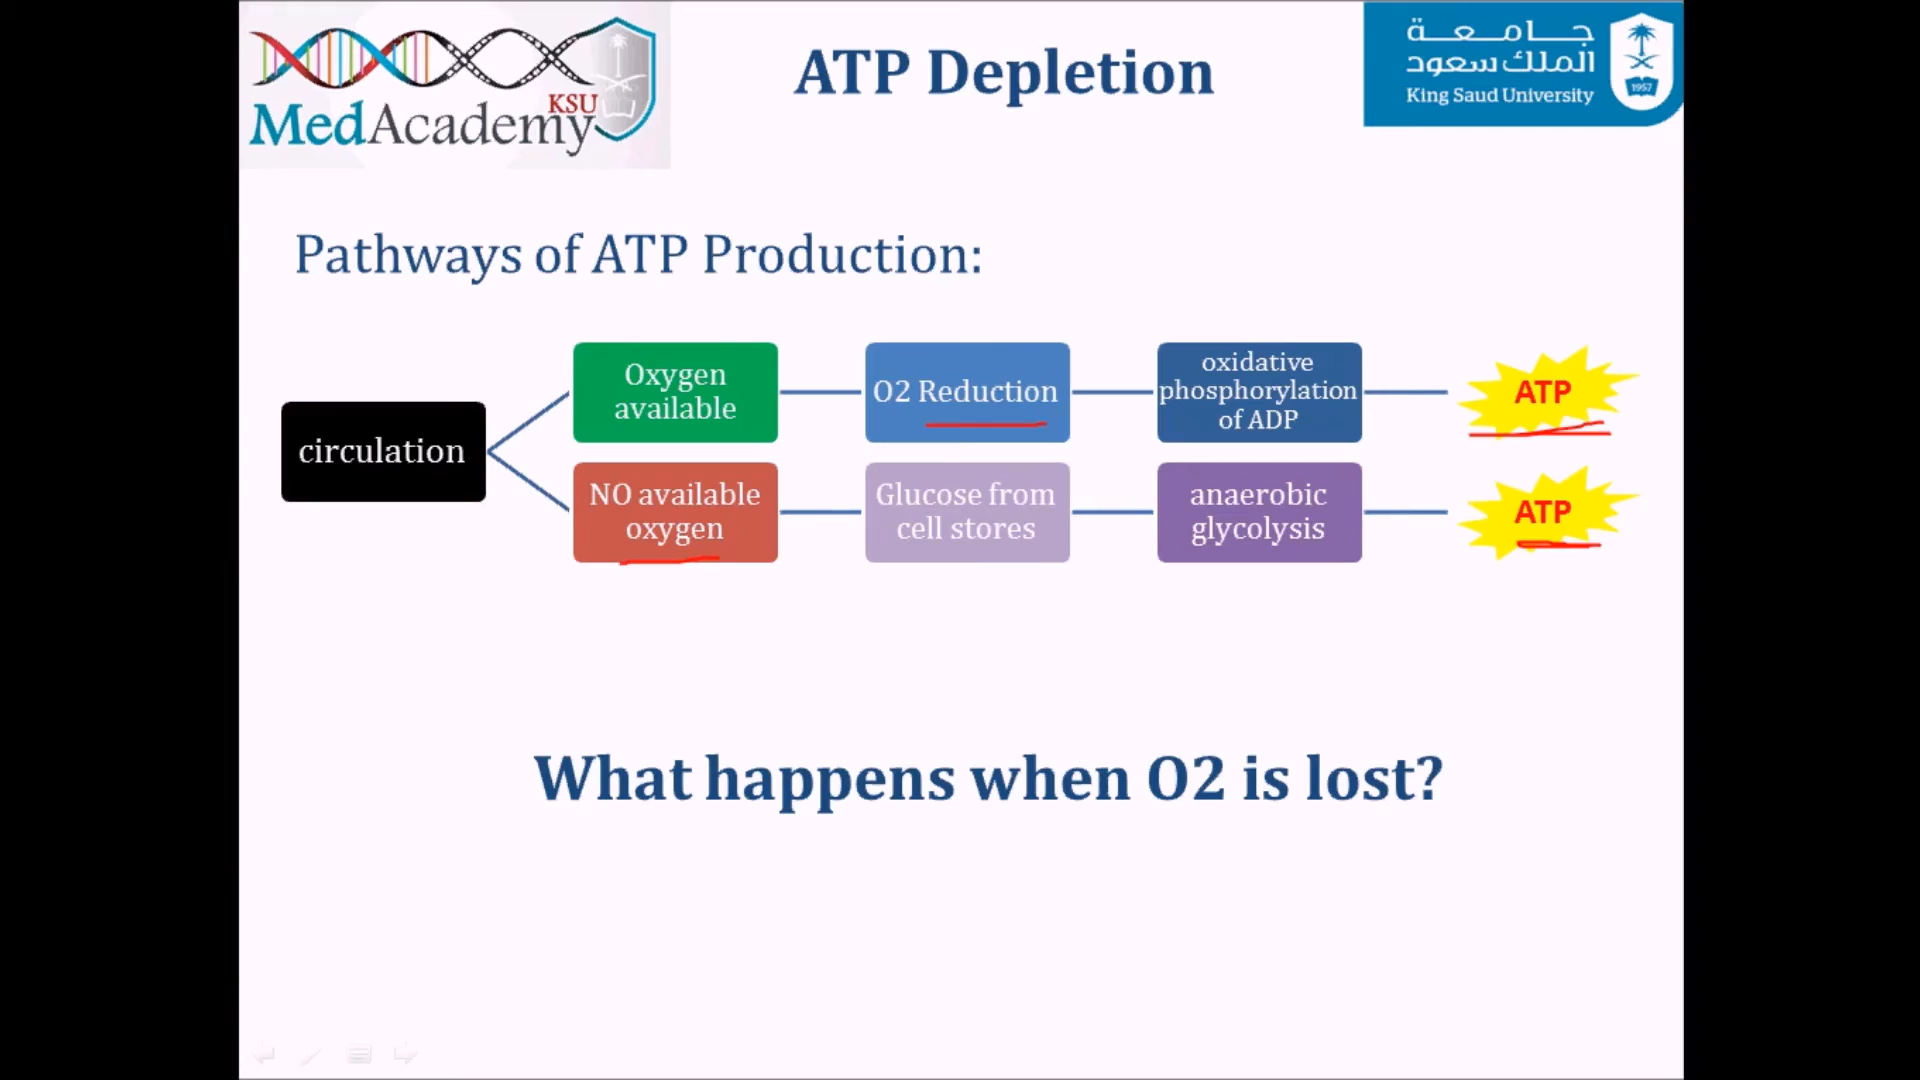 KSU
MedAcademy
ATP Depletion
جامعة
الملك سعود
King Saud University
1957
Pathways of ATP Production:
circulation
Oxygen
available
O2 Reduction
oxidative
phosphorylation
of ADP
ATP
NO available
oxygen
Glucose from
cell stores
anaerobic
glycolysis
ATP
What happens when O2 is lost?